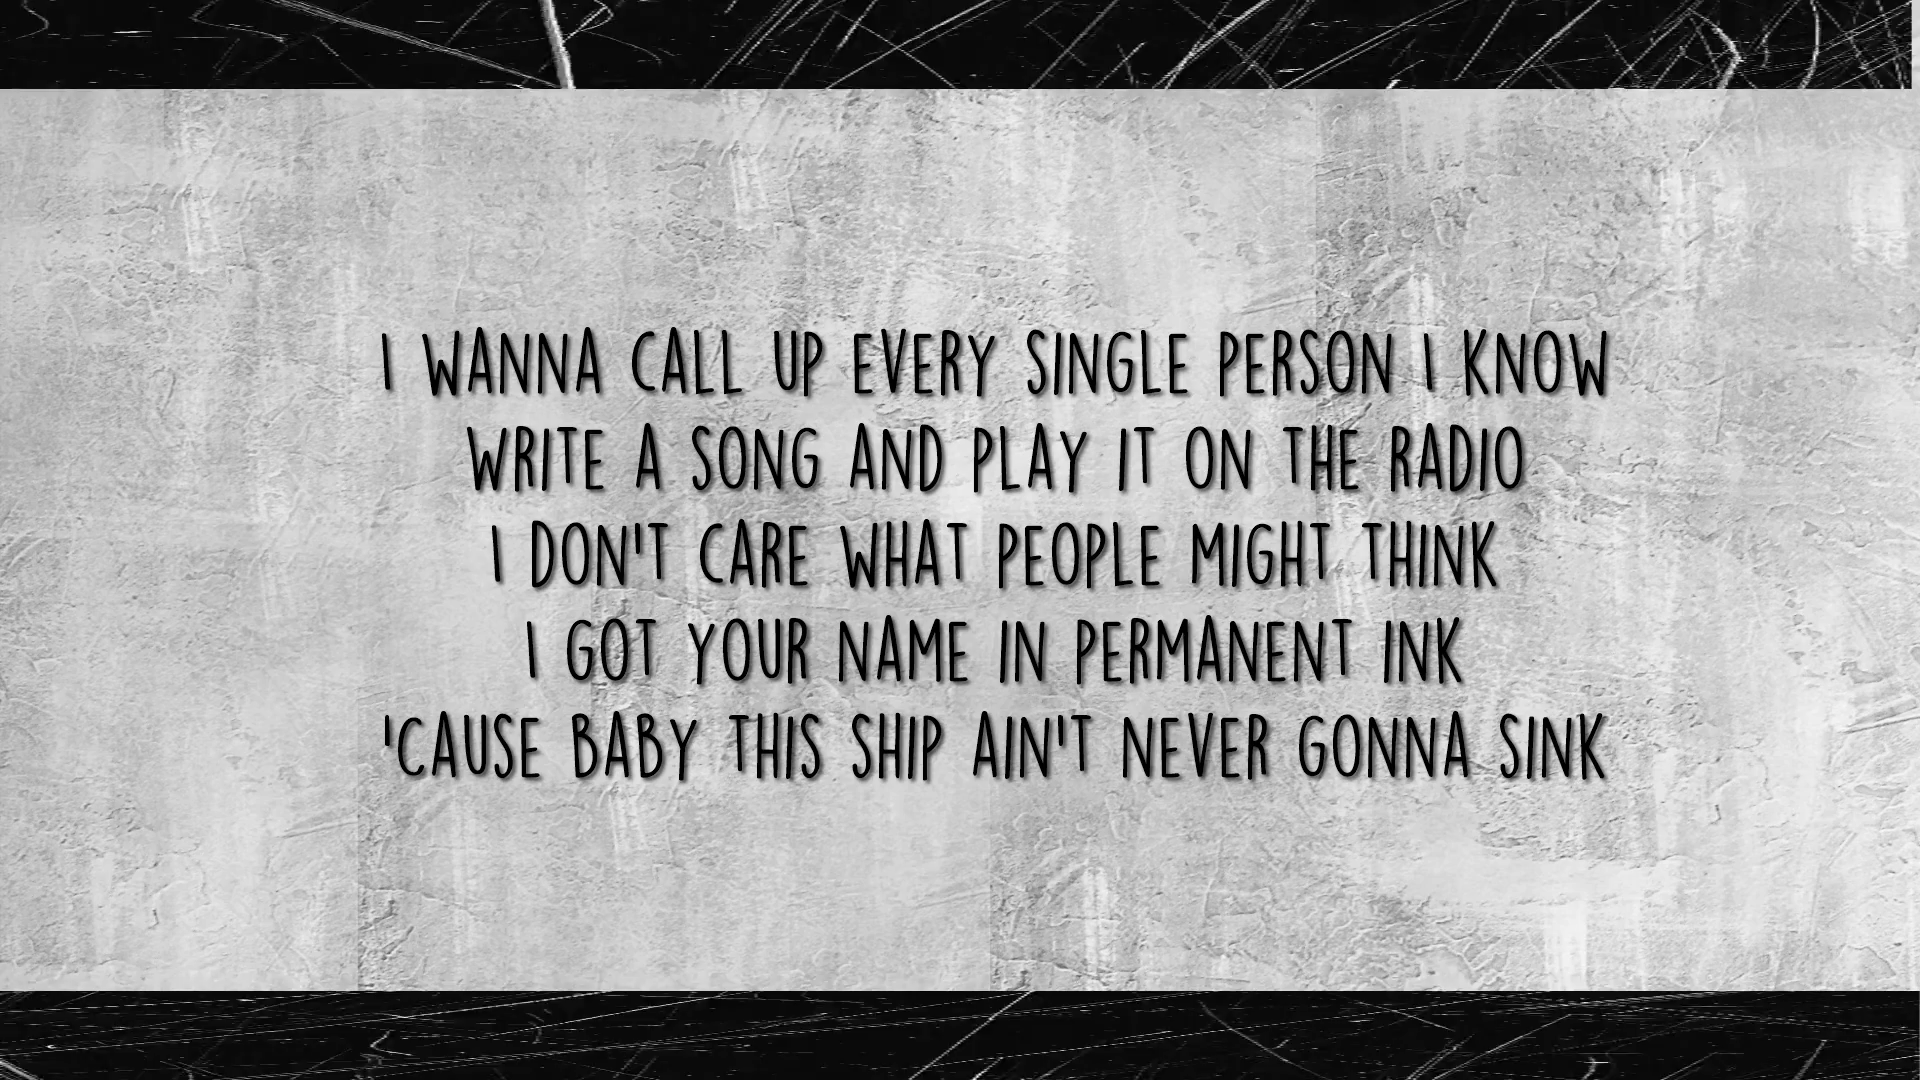 I WANNA CALL UP EVERY SINGLE PERSON I KNOW
WRITE A SONG AND PLAY IT ON THE RADIO
I DON'T CARE WHAT PEOPLE MIGHT THINK
I GOT YOUR NAME IN PERMANENT INK
'CAUSE BABY THIS SHIP AIN'T NEVER GONNA SINK